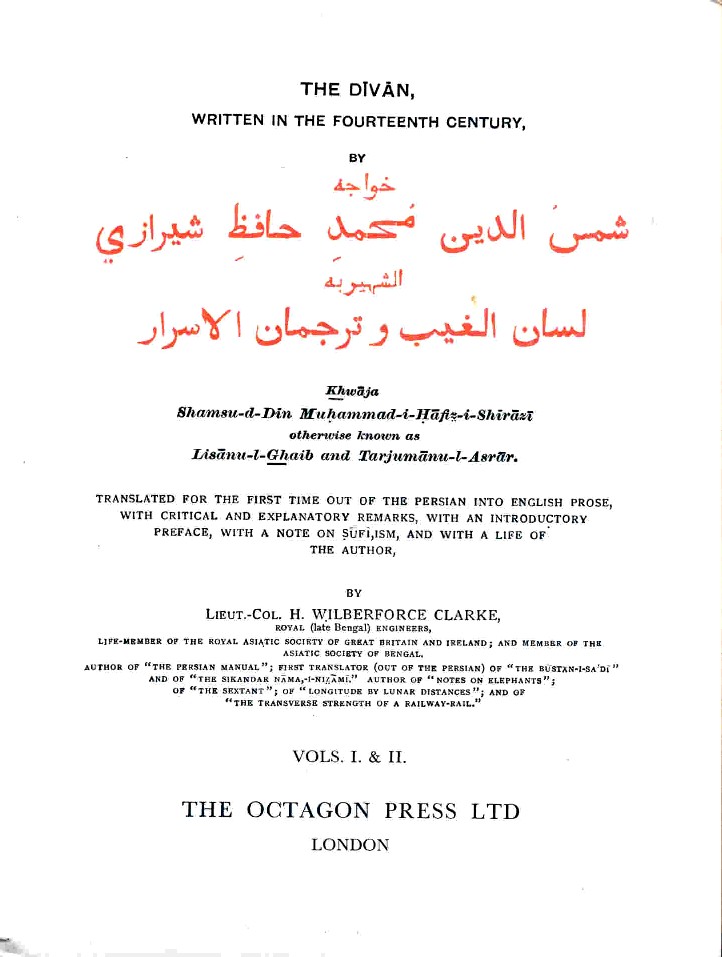 THE DĪVĀN,
WRITTEN IN THE FOURTEENTH CENTURY,
BY
خواجه
شمسُ الدين مُحمدِ حافظِ شيرازي
الشهيربه
لسان الغيب و ترجمان الاسرار
Khwāja
Shamsu-d-Dīn Muḥammad-i-Ḥāfiẓ-i-Shīrāzī
otherwise known as
Lisānu-l-Ghaib and Tarjumānu-l-Asrār.
TRANSLATED FOR THE FIRST TIME OUT OF THE PERSIAN INTO ENGLISH PROSE,
WITH CRITICAL AND EXPLANATORY REMARKS, WITH AN INTRODUCTORY
PREFACE, WITH A NOTE ON ṢŪFĪ,ISM, AND WITH A LIFE OF
THE AUTHOR,
BY
LIEUT.-COL. H. WILBERFORCE CLARKE,
ROYAL (late Bengal) ENGINEERS,
LIFE-MEMBER OF THE ROYAL ASIATIC SOCIETY OF GREAT BRITAIN AND IRELAND; AND MEMBER OF THE
ASIATIC SOCIETY OF BENGAL.
AUTHOR OF "THE PERSIAN MANUAL"; FIRST TRANSLATOR (OUT OF THE PERSIAN) OF "THE BŪSTĀN-I-SA'DĪ"
AND OF "THE SIKANDAR NĀMA,-I-NIẒĀMĪ." AUTHOR OF "NOTES ON ELEPHANTS";
OF "THE SEXTANT"; OF "LONGITUDE BY LUNAR DISTANCES"; AND OF
"THE TRANSVERSE STRENGTH OF A RAILWAY-RAIL."
VOLS. I. & II.
THE OCTAGON PRESS LTD
LONDON